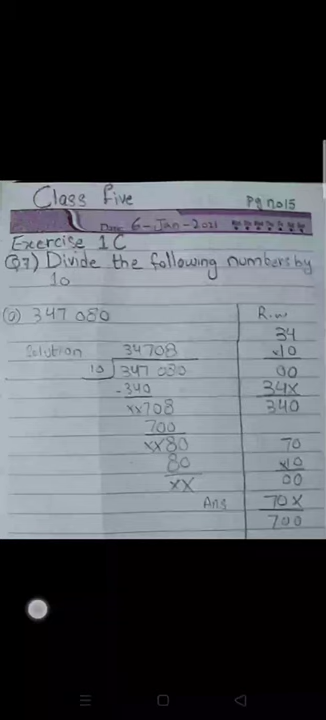 Class five
Pg no 15
Date: 6-Jan-2021
Exercise 1C
Q7) Divide the following numbers by
10
347 080
R.w
34
x10
00
34x
340
Solution 34708
10 347 080
-340
xx708
700
xx80
80
xx
Ans
70
x10
00
70x
700